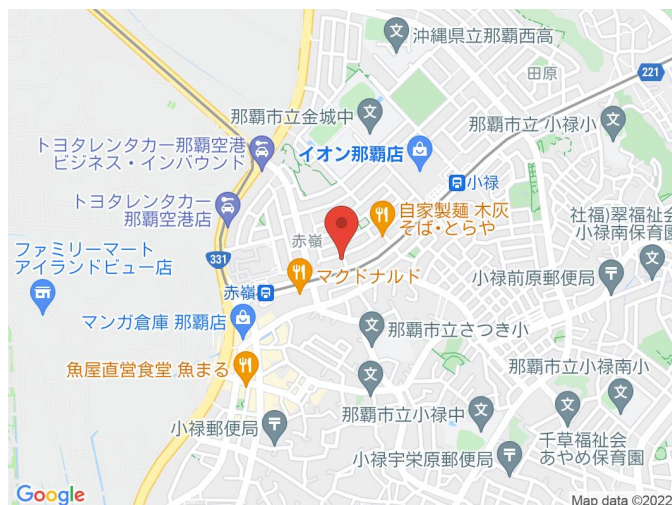 沖縄県立那覇西高
田原
221
那覇市立金城中
那覇市立 小禄小
トヨタレンタカー那覇空港
ビジネス・インバウンド
イオン那覇店
小禄
トヨタレンタカー
那覇空港店
自家製麺 木灰
そば・とらや
社福)翠福祉会
小禄南保育園
赤嶺
331
ファミリーマート
アイランドビュー店
マクドナルド
小禄前原郵便局
赤嶺
マンガ倉庫 那覇店
那覇市立さつき小
魚屋直営食堂 魚まる
那覇市立小禄南小
那覇市立小禄中
小禄郵便局
千草福祉会
あやめ保育園
小禄宇栄原郵便局
Google
Map data ©2022